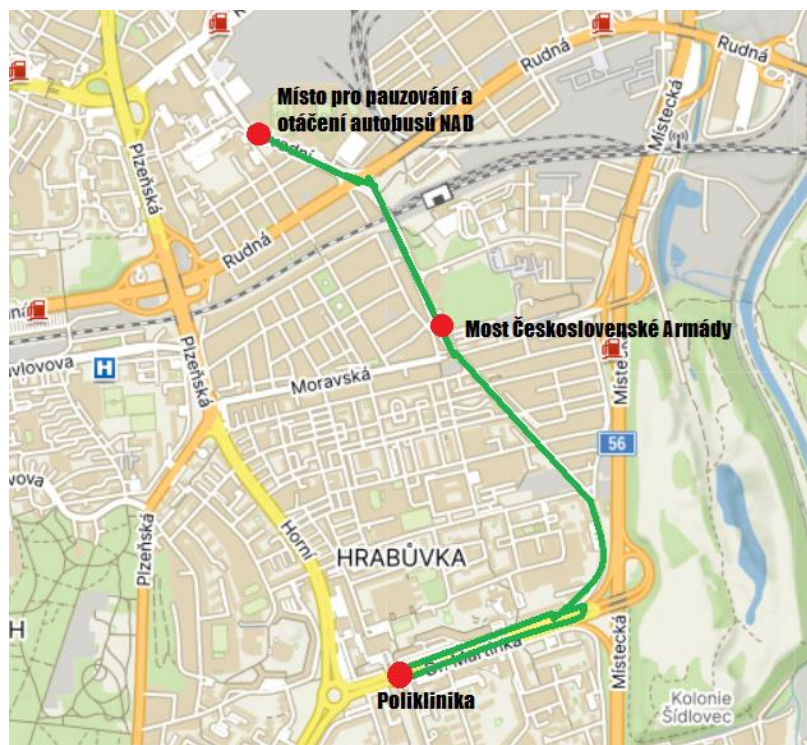 Rudná
Místo pro pauzování a
otáčení autobusů NAD
Místecká
Plzeňská
Rudná
Most Československé Armády
Plzeňská
Moravská
Místecká
H
56
Horní
Plzeňská
HRABŮVKA
H
Místecká
Poliklinika
Kolonie
Šídlovec